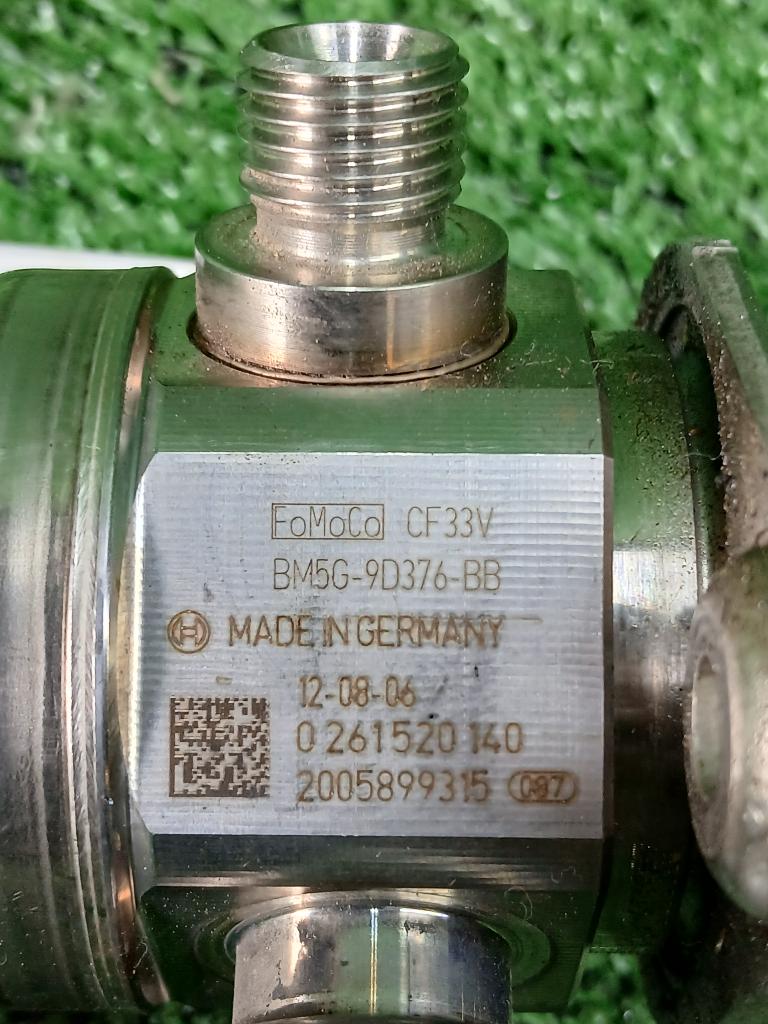 FoMoCo CF33V
BM5G-9D376-BB
MADE IN GERMANY
12-08-06
0 261 520 140
2005899315 087